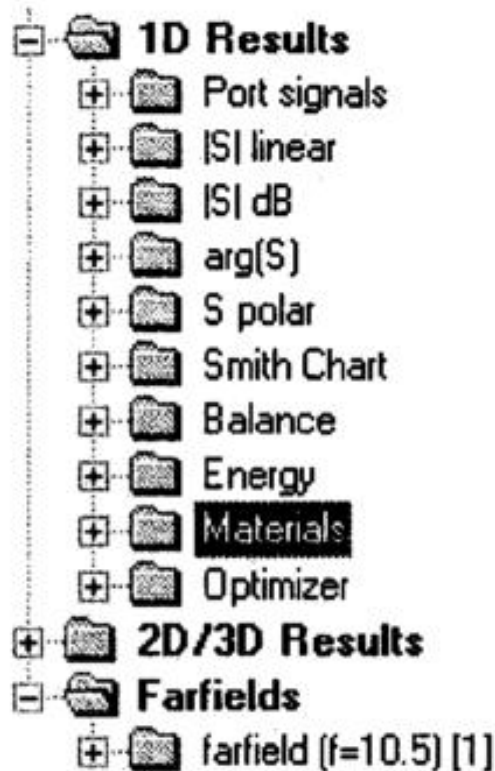 1D Results
Port signals
|S| linear
|S| dB
arg(S)
S polar
Smith Chart
Balance
Energy
Materials
Optimizer
2D/3D Results
Farfields
farfield (f=10.5) [1]